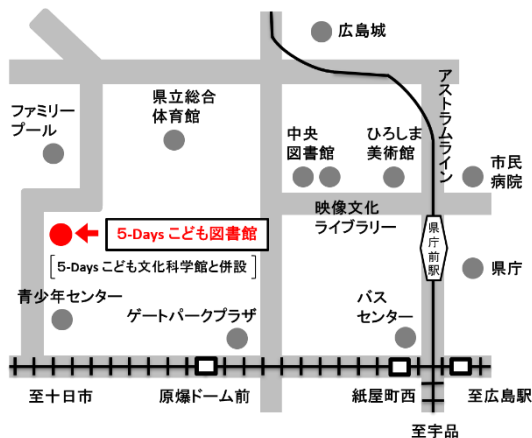 広島城
アストラムライン
ファミリー
プール
県立総合
体育館
中央
図書館
ひろしま
美術館
市民
病院
映像文化
ライブラリー
5-Days こども図書館
[5-Days こども文化科学館と併設]
県庁前駅
県庁
青少年センター
ゲートパークプラザ
バス
センター
至十日市
原爆ドーム前
紙屋町西
至広島駅
至宇品